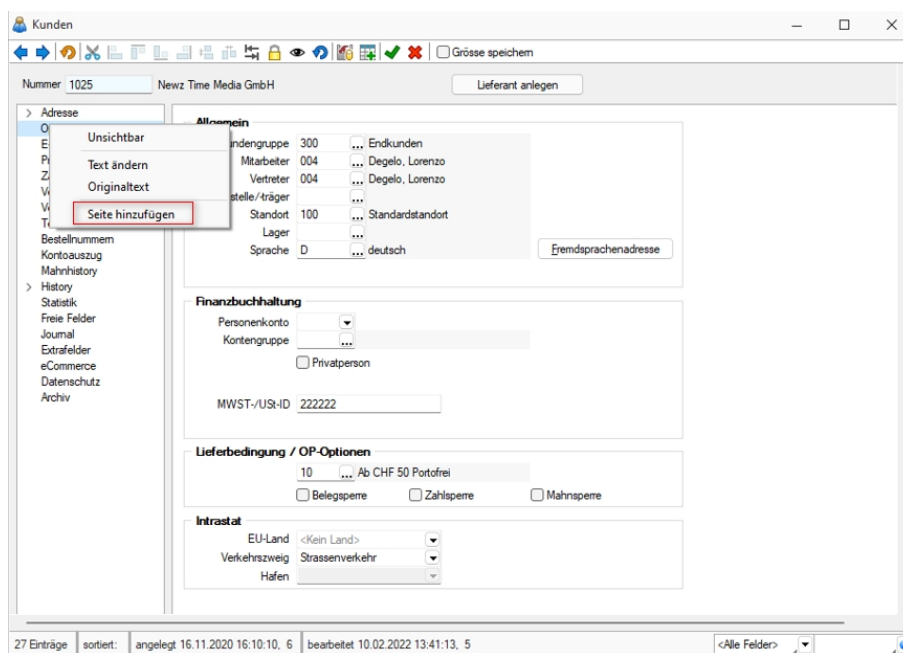 Kunden
Grösse speichern
Nummer 1025 Newz Time Media GmbH Lieferant anlegen
Adresse
Unsichtbar
Text ändern
Originaltext
Seite hinzufügen
Bestellnummern
Kontoauszug
Mahnhistory
History
Statistik
Freie Felder
Journal
Extrafelder
eCommerce
Datenschutz
Archiv
Allgemein
ndengruppe 300 ... Endkunden
Mitarbeiter 004 ... Degelo, Lorenzo
Vertreter 004 ... Degelo, Lorenzo
stelle/-träger ...
Standort 100 ... Standardstandort
Lager ...
Sprache D ... deutsch Fremdsprachenadresse
Finanzbuchhaltung
Personenkonto
Kontengruppe ...
Privatperson
MWST-/USt-ID 222222
Lieferbedingung / OP-Optionen
10 ... Ab CHF 50 Portofrei
Belegsperre Zahlsperre Mahnsperre
Intrastat
EU-Land <Kein Land>
Verkehrszweig Strassenverkehr
Hafen
27 Einträge sortiert: angelegt 16.11.2020 16:10:10, 6 bearbeitet 10.02.2022 13:41:13, 5 <Alle Felder>